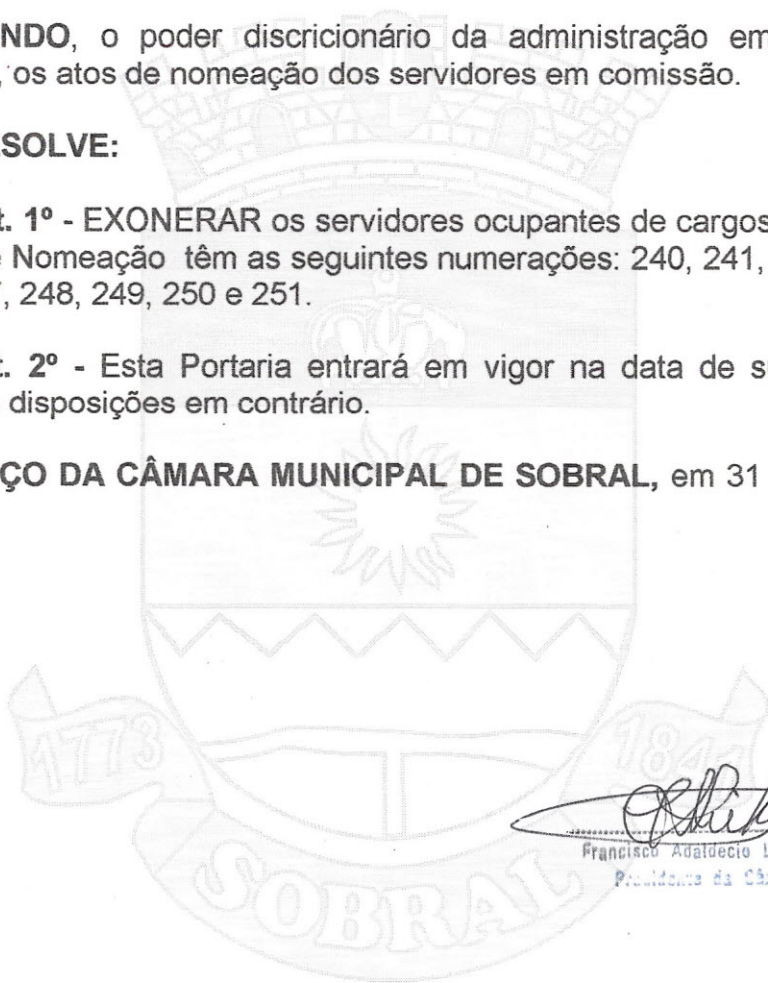 NDO, o poder discricionário da administração em
, os atos de nomeação dos servidores em comissão.
SOLVE:
t. 1º - EXONERAR os servidores ocupantes de cargos
e Nomeação têm as seguintes numerações: 240, 241,
, 248, 249, 250 e 251.
t. 2º - Esta Portaria entrará em vigor na data de s
disposições em contrário.
ÇO DA CÂMARA MUNICIPAL DE SOBRAL, em 31
1773
1841
Francisco Adaldecio L
Presidente da Câ
SOBRAL